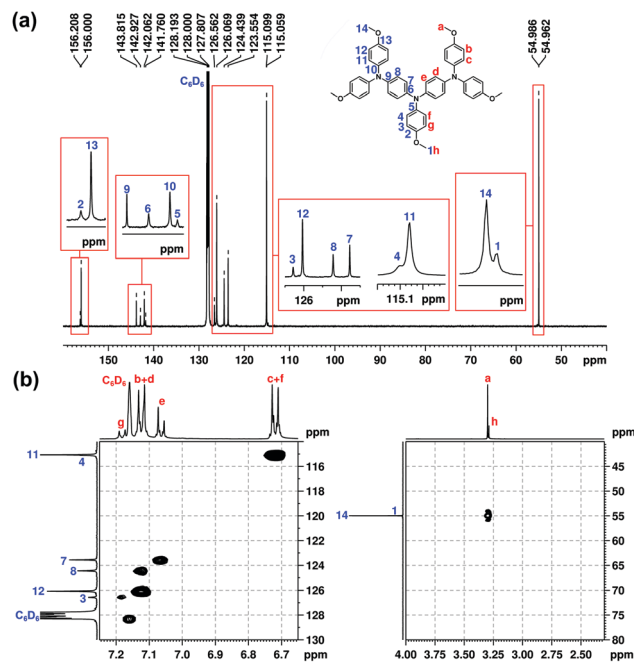 (a)
156.208
156.000
143.815
142.927
142.062
141.760
128.193
128.000
127.807
126.562
126.069
124.439
123.554
115.099
115.059
54.986
54.962
C6D6
14
O
13
12
11
10
N
9
8
7
6
N
5
4
3
2
O
1h
a
O
b
c
d
e
N
f
g
O
O
13
2
ppm
9
6
10
5
ppm
12
3
8
7
126
ppm
11
4
115.1
ppm
14
1
ppm
150 140 130 120 110 100 90 80 70 60 50 40 ppm
(b)
C6D6
b+d
g
e
c+f
ppm
11
4
7
8
12
3
C6D6
116
118
120
122
124
126
128
130
7.2 7.1 7.0 6.9 6.8 6.7 ppm
a
h
ppm
14
1
45
50
55
60
65
70
75
80
4.00 3.75 3.50 3.25 3.00 2.75 2.50 ppm